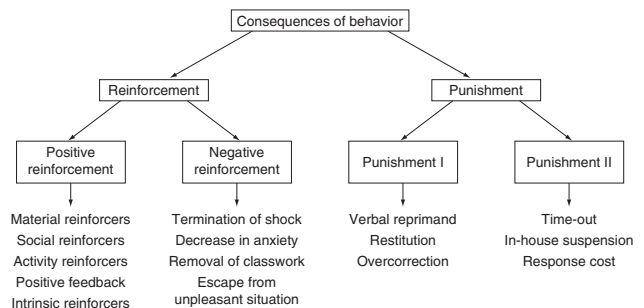 Consequences of behavior
Reinforcement
Punishment
Positive
reinforcement
Negative
reinforcement
Punishment I
Punishment II
Material reinforcers
Social reinforcers
Activity reinforcers
Positive feedback
Intrinsic reinforcers
Termination of shock
Decrease in anxiety
Removal of classwork
Escape from
unpleasant situation
Verbal reprimand
Restitution
Overcorrection
Time-out
In-house suspension
Response cost